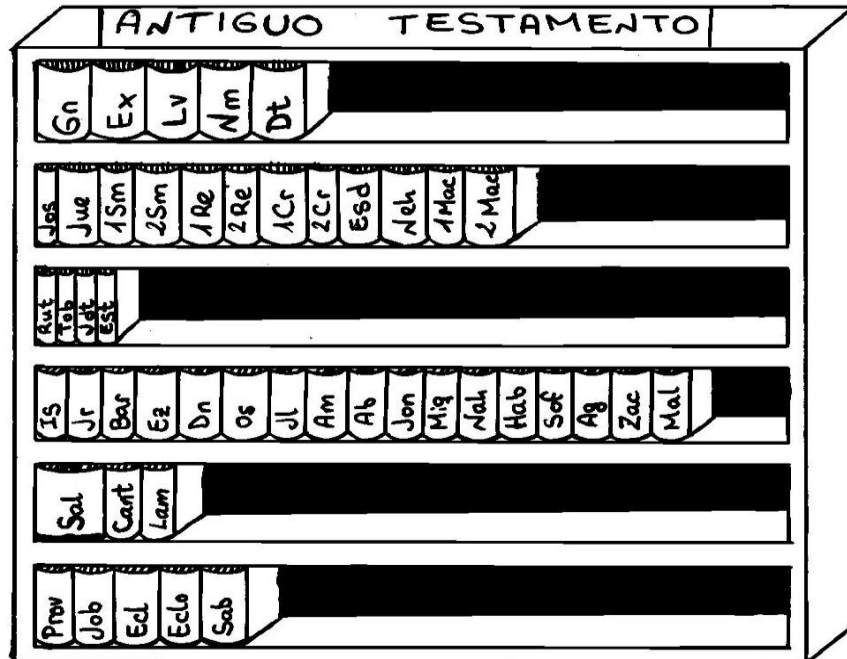 ANTIGUO TESTAMENTO
Gn Ex Lv Nm Dt
Jos Jue 1Sm 2Sm 1Re 2Re 1Cr 2Cr Esd Neh 1Mac 2Mac
Rut Tob Jdt Est
Is Jr Bar Ez Dn Os Jl Am Ab Jon Miq Nah Hab Sof Ag Zac Mal
Sal Cant Lam
Prov Job Ecl Eclo Sab